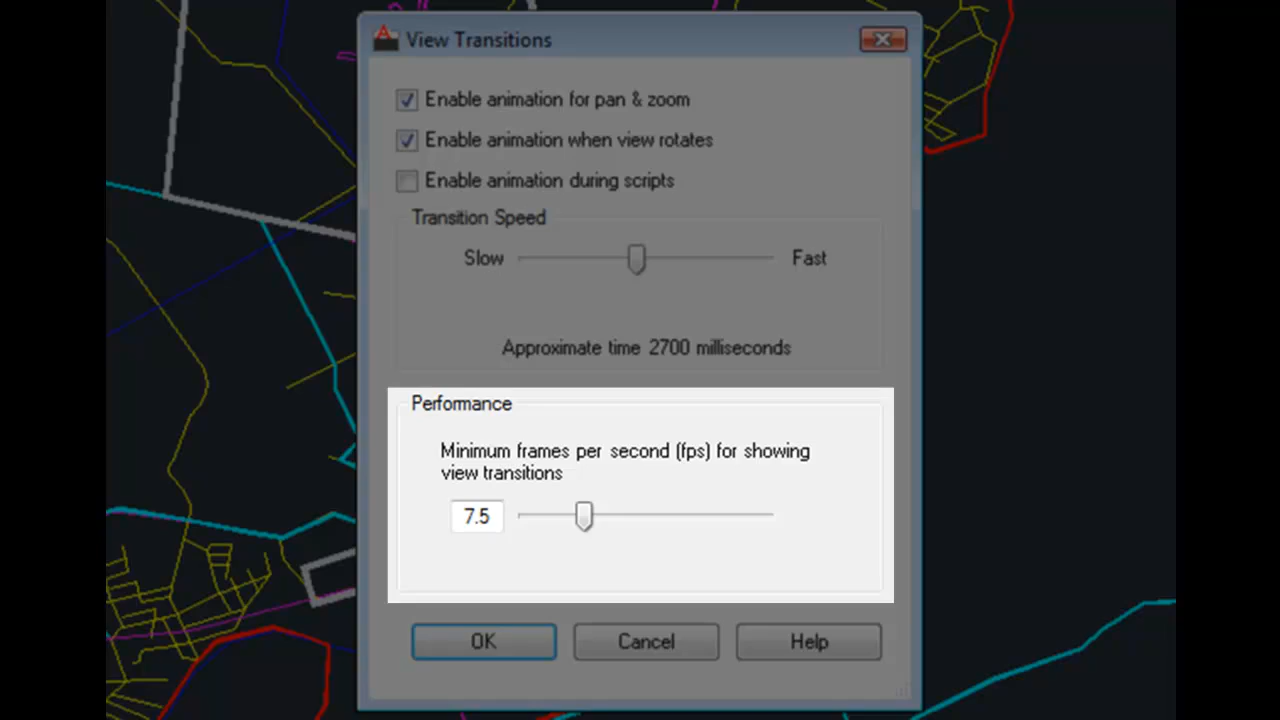 View Transitions
Enable animation for pan & zoom
Enable animation when view rotates
Enable animation during scripts
Transition Speed
Slow Fast
Approximate time 2700 milliseconds
Performance
Minimum frames per second (fps) for showing
view transitions
7.5
OK Cancel Help